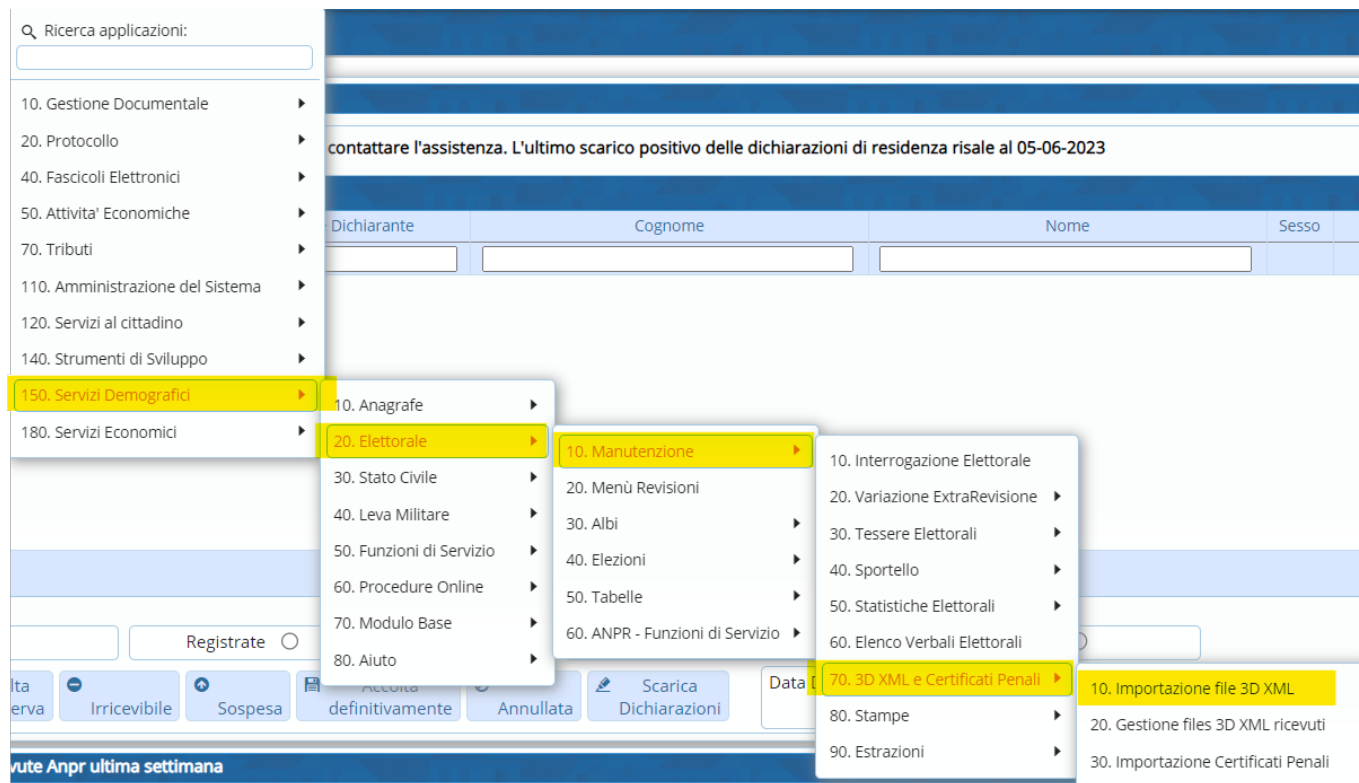 Ricerca applicazioni:
10. Gestione Documentale
20. Protocollo
40. Fascicoli Elettronici
50. Attivita' Economiche
70. Tributi
110. Amministrazione del Sistema
120. Servizi al cittadino
140. Strumenti di Sviluppo
150. Servizi Demografici
180. Servizi Economici
contattare l'assistenza. L'ultimo scarico positivo delle dichiarazioni di residenza risale al 05-06-2023
Dichiarante Cognome Nome Sesso
10. Anagrafe
20. Elettorale
30. Stato Civile
40. Leva Militare
50. Funzioni di Servizio
60. Procedure Online
70. Modulo Base
80. Aiuto
10. Manutenzione
20. Menù Revisioni
30. Albi
40. Elezioni
50. Tabelle
60. ANPR - Funzioni di Servizio
10. Interrogazione Elettorale
20. Variazione ExtraRevisione
30. Tessere Elettorali
40. Sportello
50. Statistiche Elettorali
60. Elenco Verbali Elettorali
70. 3D XML e Certificati Penali
80. Stampe
90. Estrazioni
10. Importazione file 3D XML
20. Gestione files 3D XML ricevuti
30. Importazione Certificati Penali
Registrate
lta
erva
Irricevibile
Sospesa
Accolta
definitivamente
Annullata
Scarica
Dichiarazioni
Data
vute Anpr ultima settimana